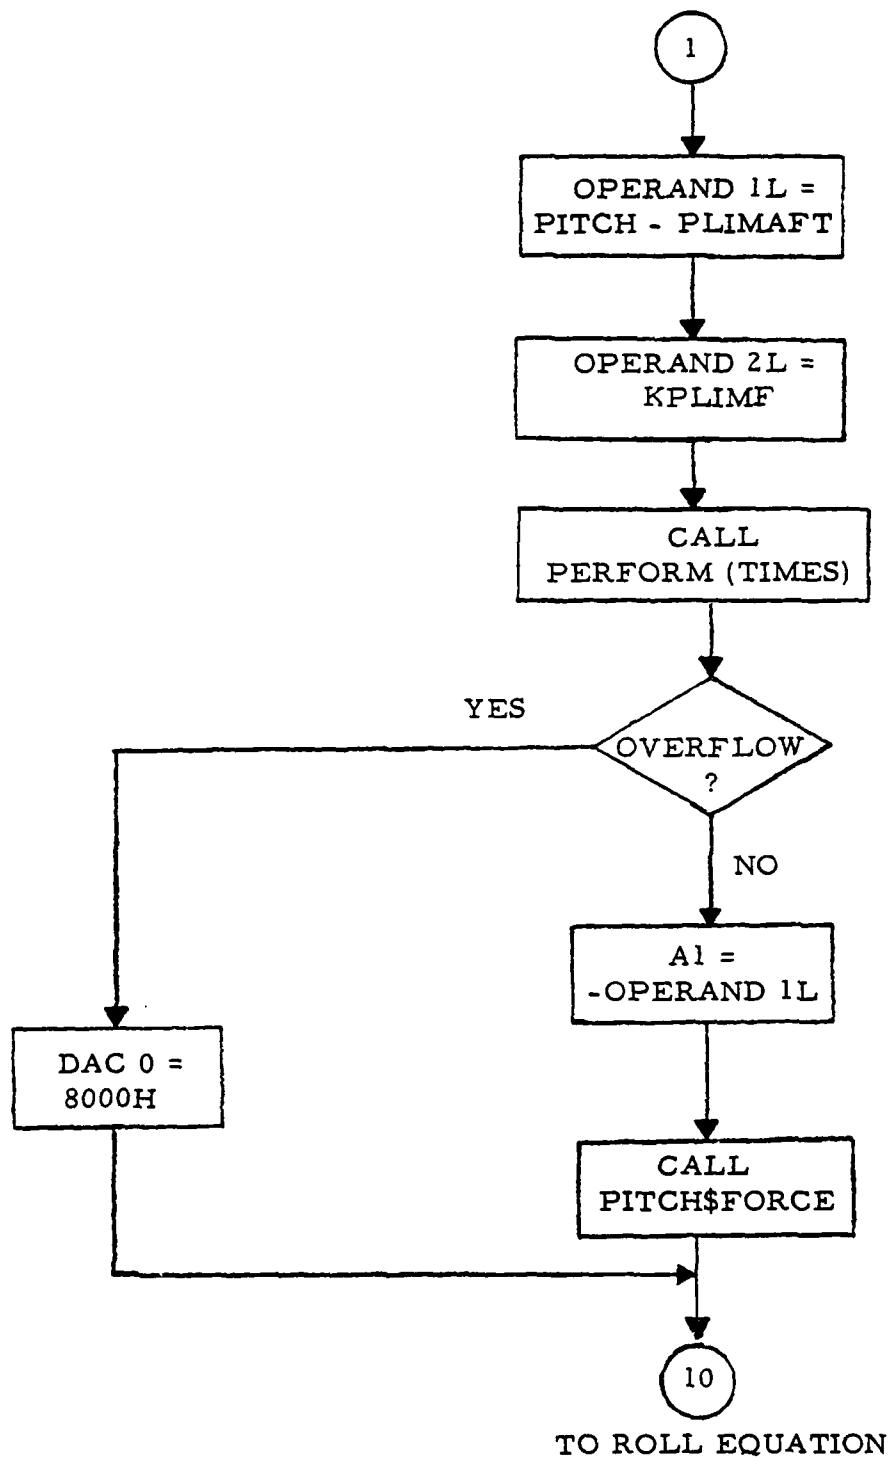 1
OPERAND 1L =
PITCH - PLIMAFT
OPERAND 2L =
KPLIMF
CALL
PERFORM (TIMES)
YES
OVERFLOW
?
NO
A1 =
-OPERAND 1L
DAC 0 =
8000H
CALL
PITCH$FORCE
10
TO ROLL EQUATION